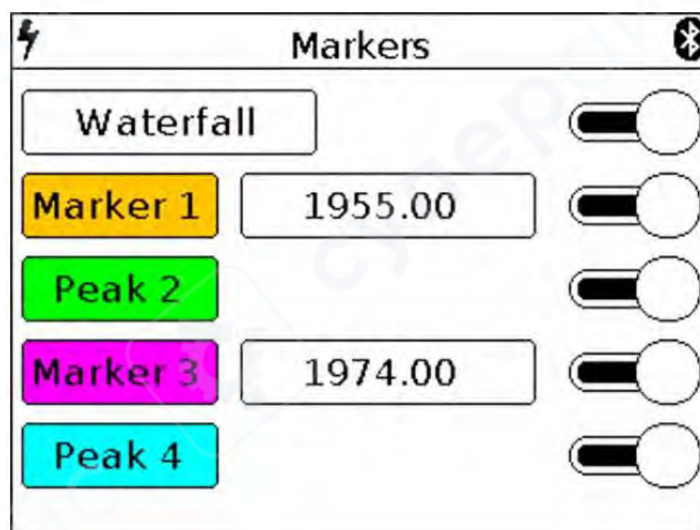 Markers
Waterfall
Marker 1 1955.00
Peak 2
Marker 3 1974.00
Peak 4